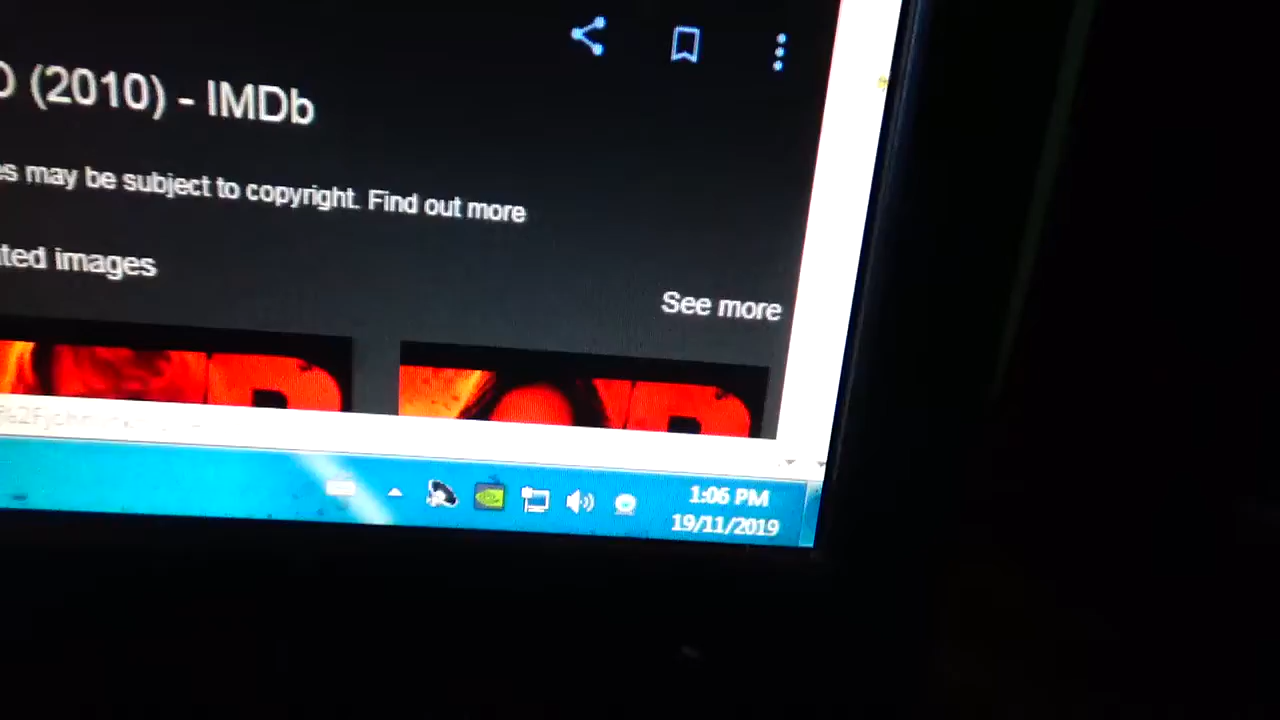 (2010) - IMDb
may be subject to copyright. Find out more
images
See more
1:06 PM
19/11/2019